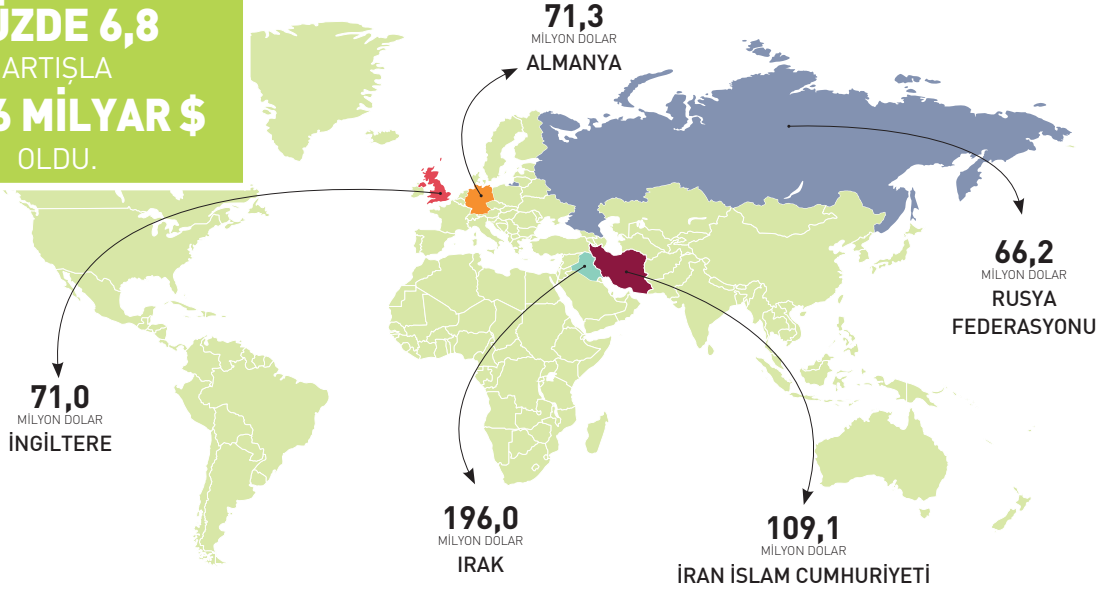 6,8
ARTIŞLA
MİLYAR $
OLDU.
71,3
MİLYON DOLAR
ALMANYA
66,2
MİLYON DOLAR
RUSYA
FEDERASYONU
71,0
MİLYON DOLAR
İNGİLTERE
196,0
MİLYON DOLAR
IRAK
109,1
MİLYON DOLAR
İRAN İSLAM CUMHURİYETİ